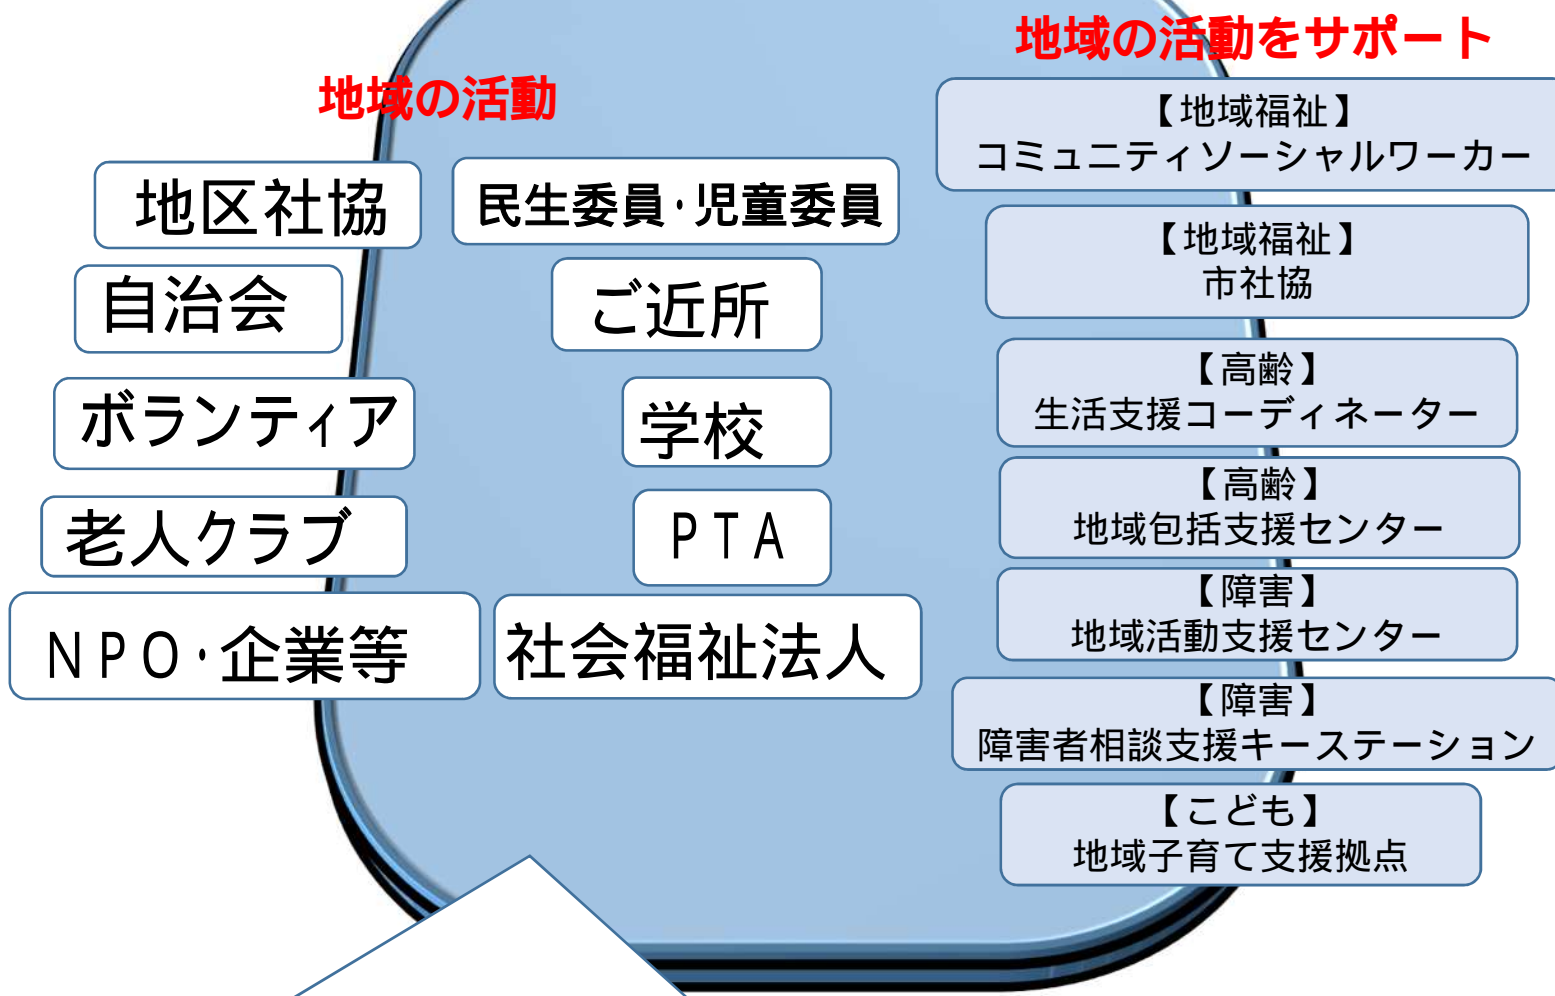 地域の活動
地区社協
民生委員・児童委員
自治会
ご近所
ボランティア
学校
老人クラブ
ＰＴＡ
ＮＰＯ・企業等
社会福祉法人
地域の活動をサポート
【地域福祉】
コミュニティソーシャルワーカー
【地域福祉】
市社協
【高齢】
生活支援コーディネーター
【高齢】
地域包括支援センター
【障害】
地域活動支援センター
【障害】
障害者相談支援キーステーション
【こども】
地域子育て支援拠点